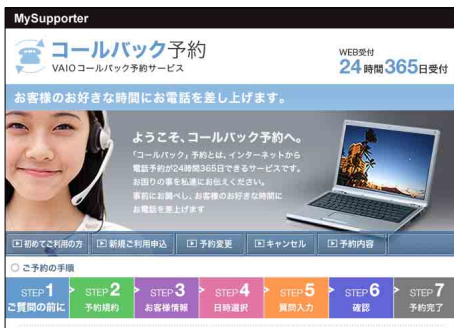 MySupporter
コールバック予約
VAIOコールバック予約サービス
WEB受付
24時間365日受付
お客様のお好きな時間にお電話を差し上げます。
ようこそ、コールバック予約へ。
「コールバック」予約とは、インターネットから
電話予約が24時間365日できるサービスです。
お困りの事を私達にお伝えください。
事前にお調べし、お客様のお好きな時間に
お電話を差し上げます
初めてご利用の方 新規ご利用申込 予約変更 キャンセル 予約内容
ご予約の手順
STEP1 STEP2 STEP3 STEP4 STEP5 STEP6 STEP7
ご質問の前に 予約規約 お客様情報 日時選択 質問入力 確認 予約完了